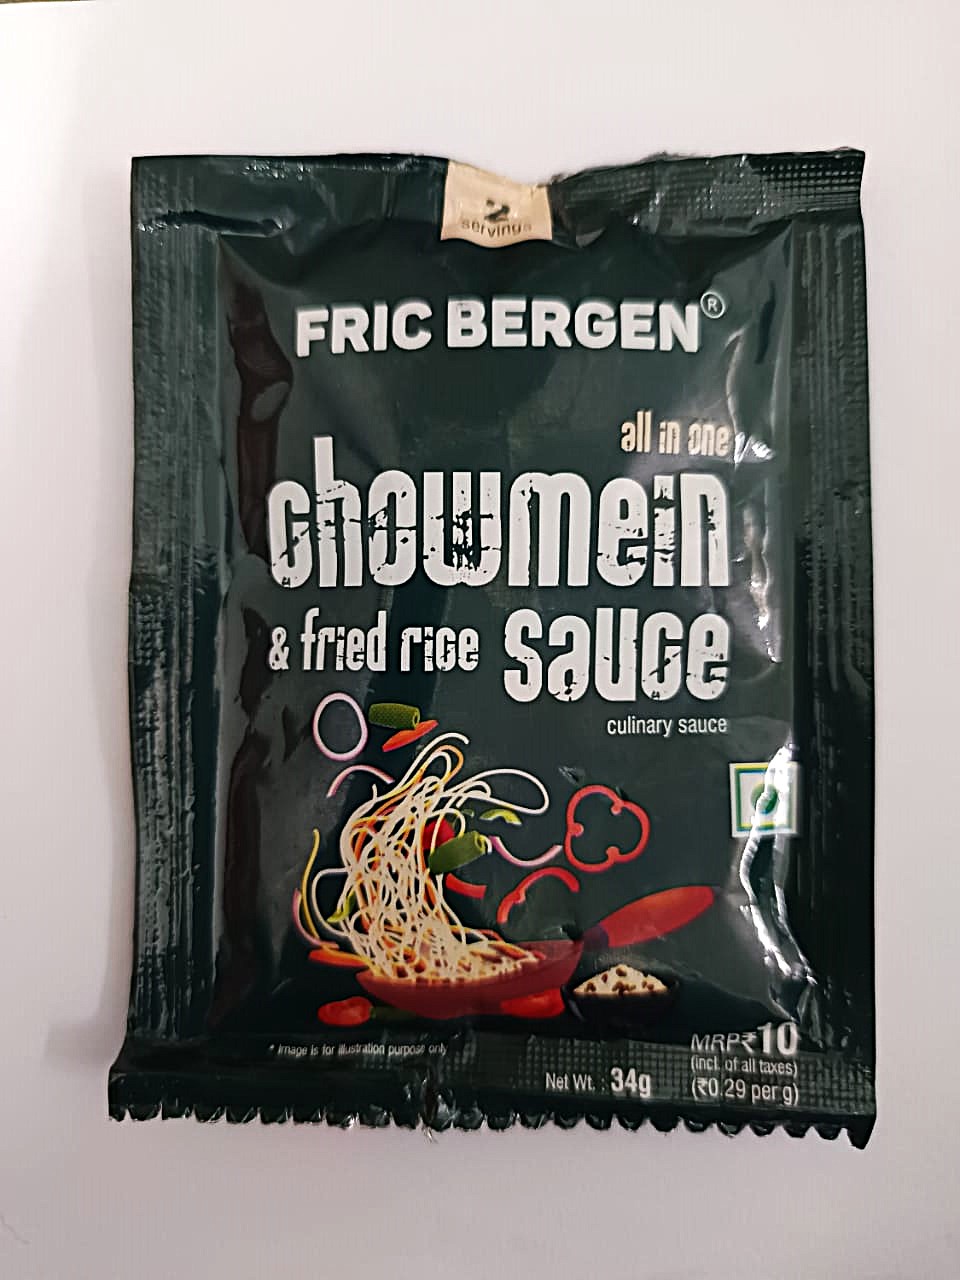 2
servings
FRIC BERGEN®
all in one
chowmein
& fried rice sauce
culinary sauce
* Image is for illustration purpose only
MRP₹10
(incl. of all taxes)
Net Wt. : 34g (₹0.29 per g)